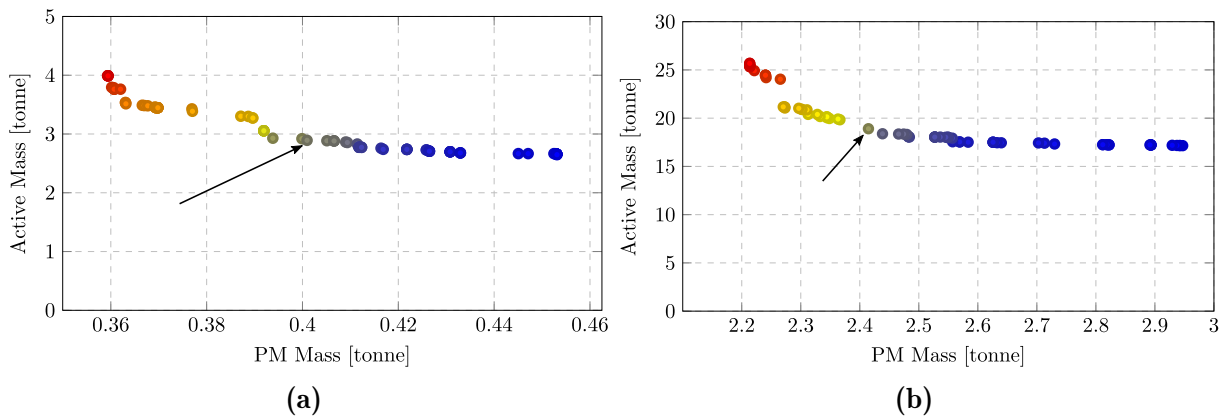 5
4
3
2
1
0
Active Mass [tonne]
0.36 0.38 0.4 0.42 0.44 0.46
PM Mass [tonne]
(a)
30
25
20
15
10
5
0
Active Mass [tonne]
2.2 2.3 2.4 2.5 2.6 2.7 2.8 2.9 3
PM Mass [tonne]
(b)